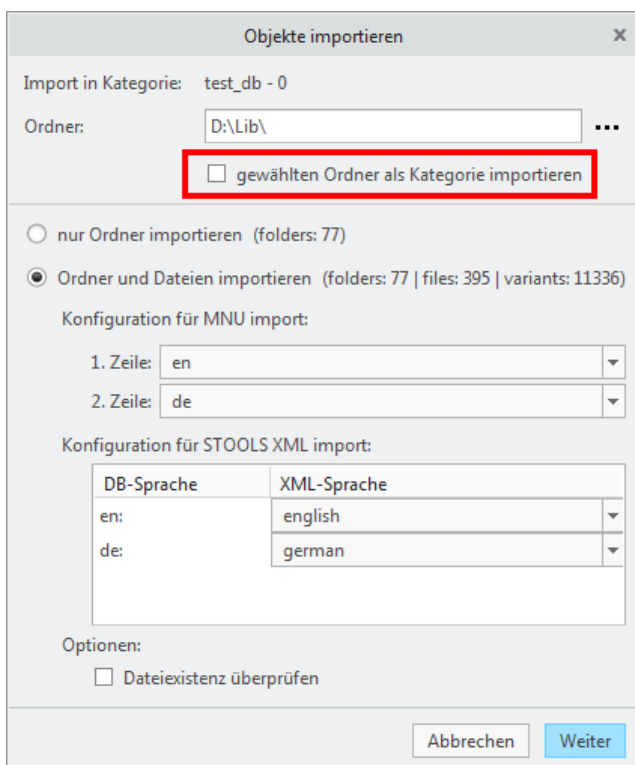 Objekte importieren
Import in Kategorie: test_db - 0
Ordner: D:\Lib\
gewählten Ordner als Kategorie importieren
nur Ordner importieren (folders: 77)
Ordner und Dateien importieren (folders: 77 | files: 395 | variants: 11336)
Konfiguration für MNU import:
1. Zeile: en
2. Zeile: de
Konfiguration für STOOLS XML import:
DB-Sprache XML-Sprache
en: english
de: german
Optionen:
Dateiexistenz überprüfen
Abbrechen Weiter